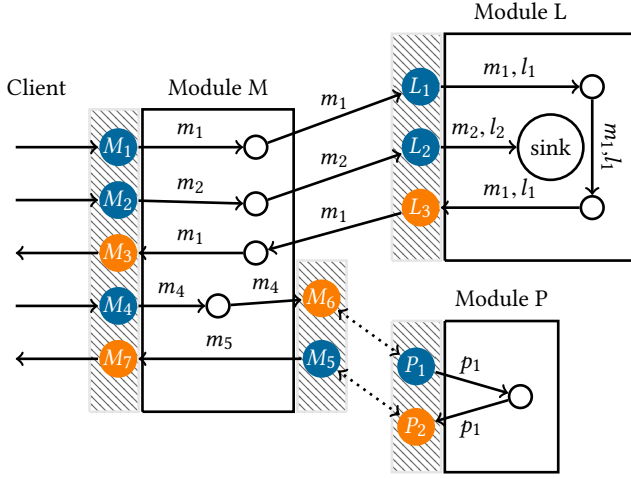 Module L
Client
Module M
L₁
m₁, l₁
m₁
M₁
m₁
m₂
L₂
m₂, l₂
sink
m₁, l₁
M₂
m₂
m₁
L₃
m₁, l₁
M₃
m₁
M₄
m₄
m₄
M₆
Module P
M₇
m₅
M₅
P₁
p₁
P₂
p₁